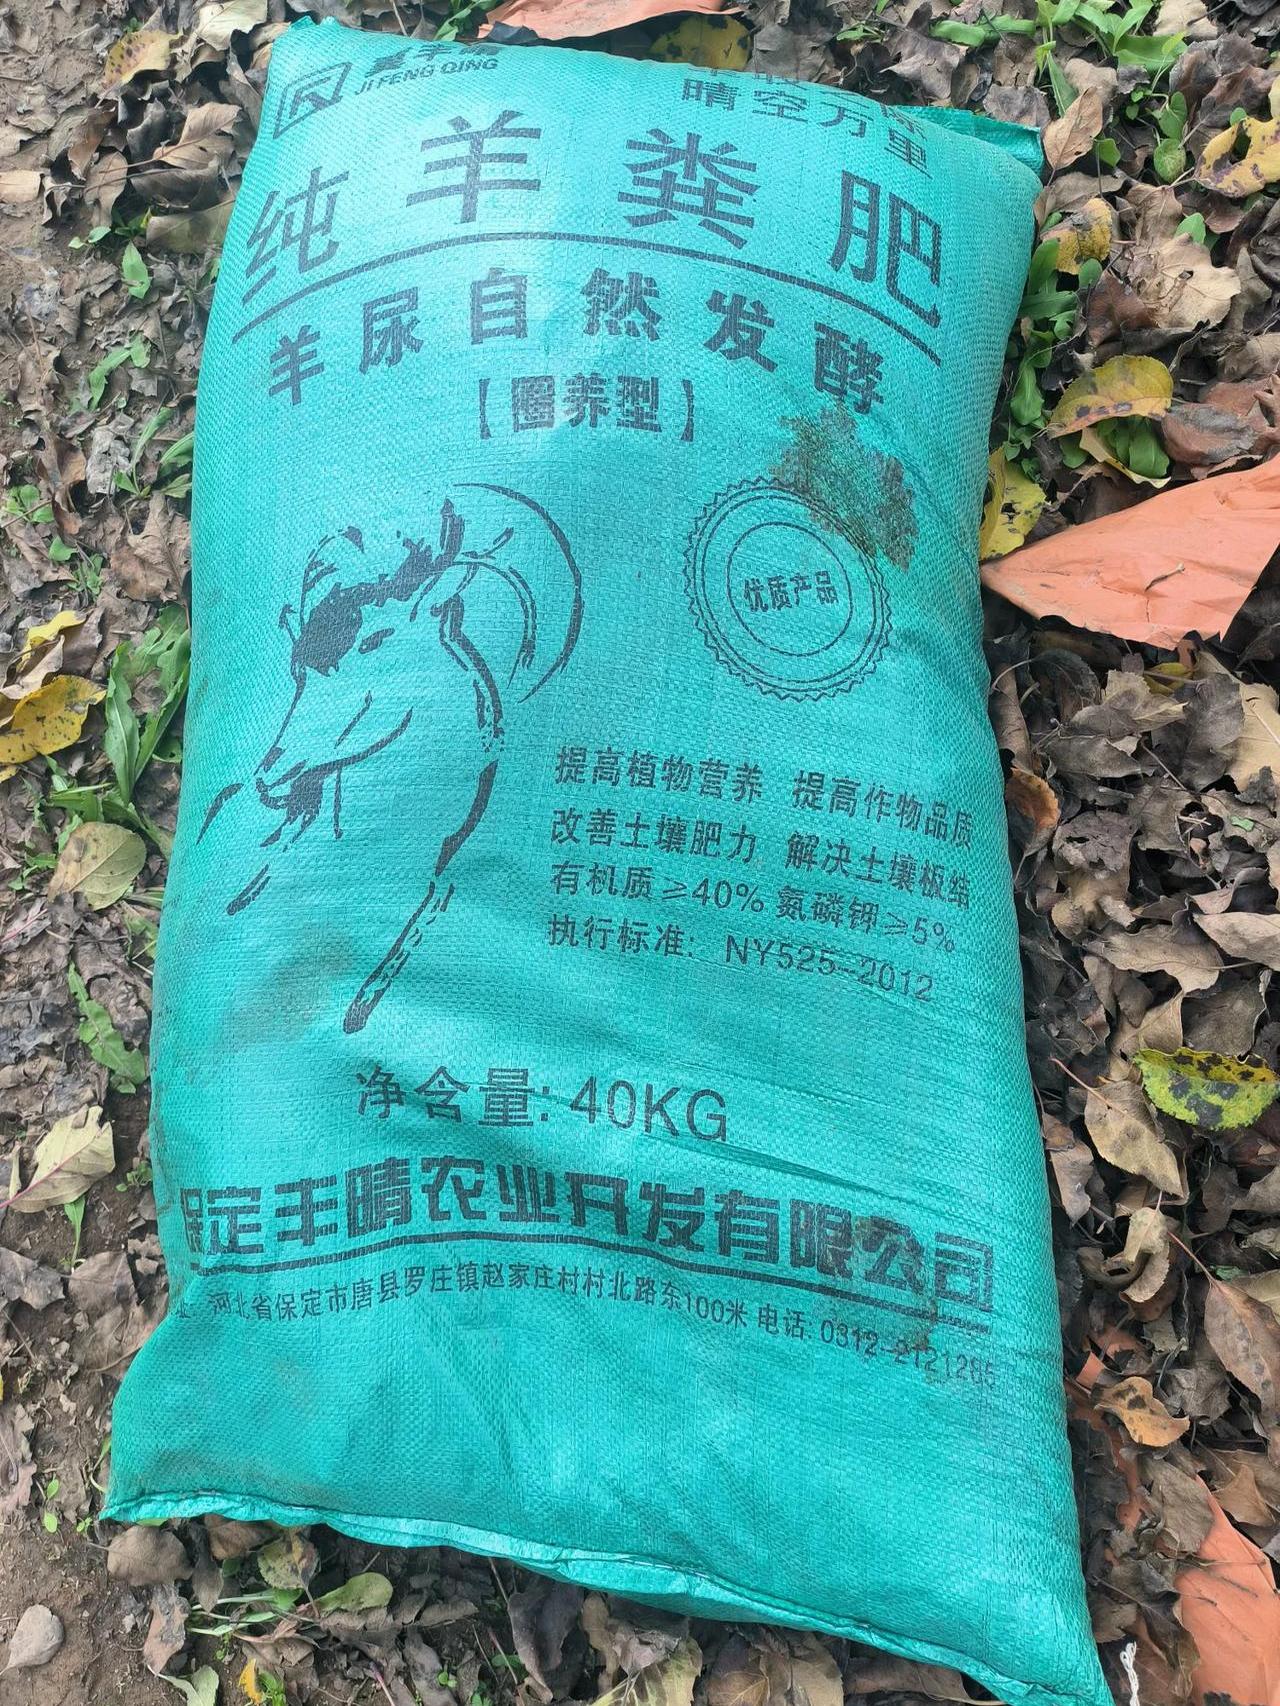 JI FENG QING
晴空万里
纯羊粪肥
羊尿自然发酵
【圈养型】
优质产品
提高植物营养 提高作物品质
改善土壤肥力 解决土壤板结
有机质≥40% 氮磷钾≥5%
执行标准: NY525-2012
净含量: 40KG
保定丰晴农业开发有限公司
河北省保定市唐县罗庄镇赵家庄村村北路东100米 电话: 0312-2121285